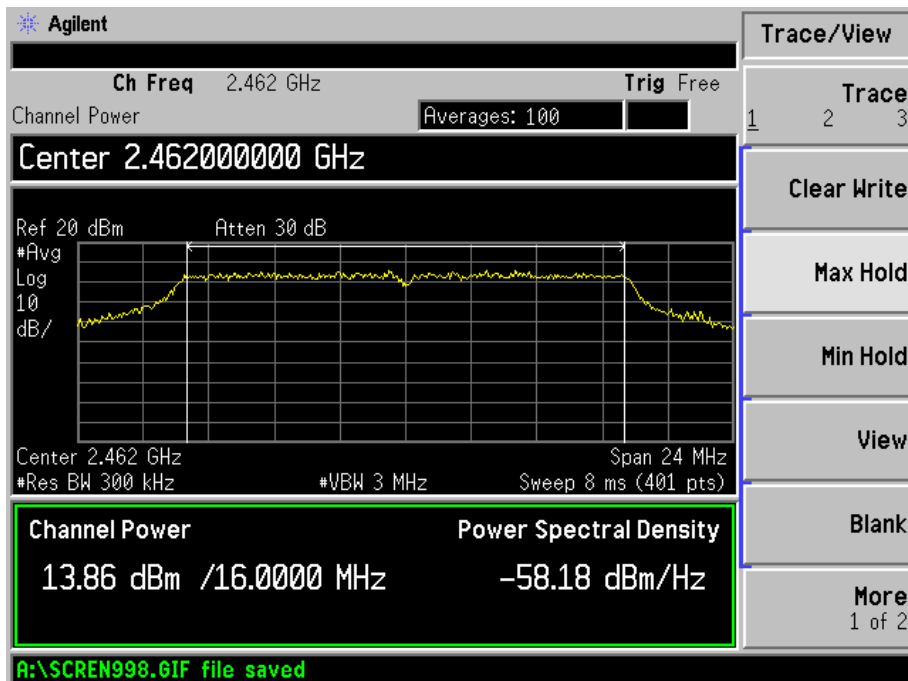 Agilent
Trace/View
Ch Freq 2.462 GHz Trig Free
Channel Power Averages: 100
Trace
1 2 3
Center 2.462000000 GHz
Clear Write
Ref 20 dBm Atten 30 dB
#Avg
Log
10
dB/
Max Hold
Min Hold
View
Center 2.462 GHz Span 24 MHz
#Res BW 300 kHz #VBW 3 MHz Sweep 8 ms (401 pts)
Channel Power Power Spectral Density
Blank
13.86 dBm /16.0000 MHz -58.18 dBm/Hz
More
1 of 2
A:\SCREN998.GIF file saved